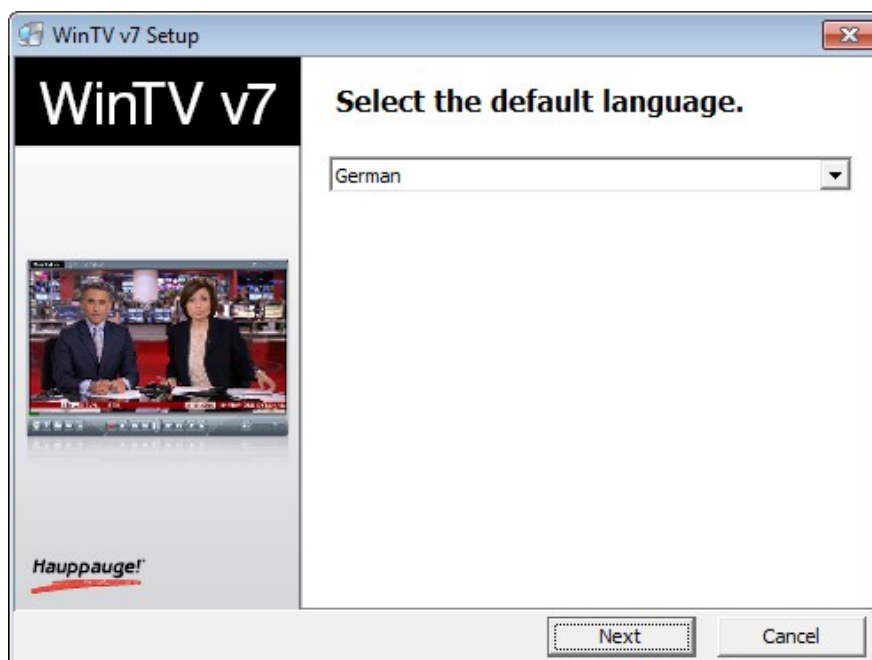 WinTV v7 Setup
WinTV v7
Select the default language.
German
Hauppauge!
Next
Cancel